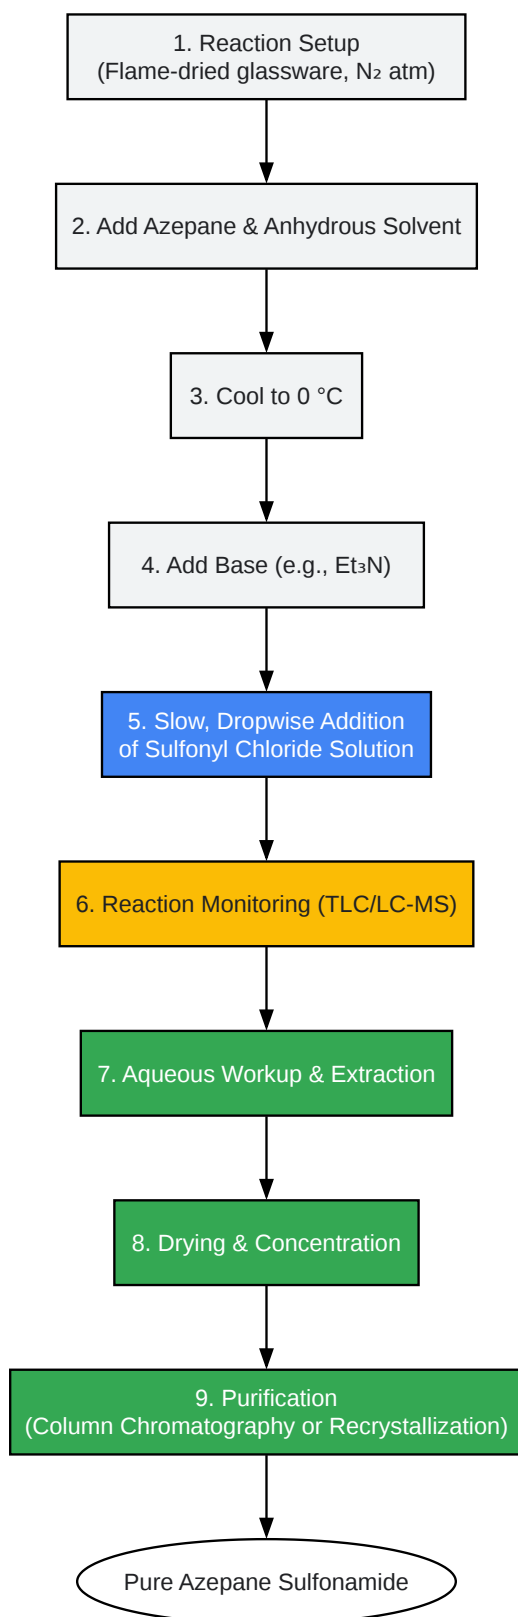 1. Reaction Setup
(Flame-dried glassware, N₂ atm)
2. Add Azepane & Anhydrous Solvent
3. Cool to 0 °C
4. Add Base (e.g., Et₃N)
5. Slow, Dropwise Addition
of Sulfonyl Chloride Solution
6. Reaction Monitoring (TLC/LC-MS)
7. Aqueous Workup & Extraction
8. Drying & Concentration
9. Purification
(Column Chromatography or Recrystallization)
Pure Azepane Sulfonamide